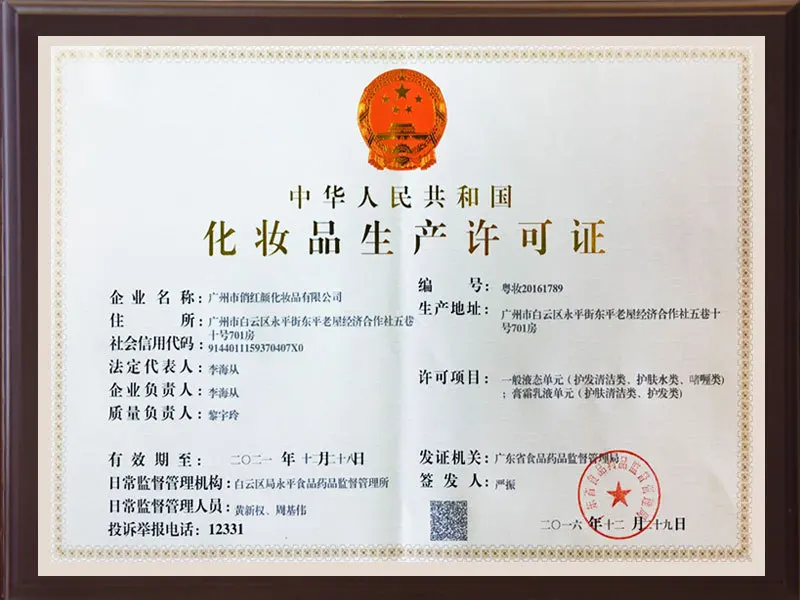 中华人民共和国
化妆品生产许可证
企业名称：广州市俏红颜化妆品有限公司
住所：广州市白云区永平街东平老屋经济合作社五巷
十号701房
社会信用代码：9144011159370407X0
法定代表人：李海从
企业负责人：李海从
质量负责人：黎宇玲
编号：粤妆20161789
生产地址：广州市白云区永平街东平老屋经济合作社五巷十
号701房
许可项目：一般液态单元（护发清洁类、护肤水类、啫喱类）
；膏霜乳液单元（护肤清洁类、护发类）
有效期至：二〇二一年十二月二十八日
日常监督管理机构：白云区局永平食品药品监督管理所
日常监督管理人员：黄新权、周基伟
投诉举报电话：12331
发证机关：广东省食品药品监督管理局
签发人：严振
二〇一六年十二月二十九日